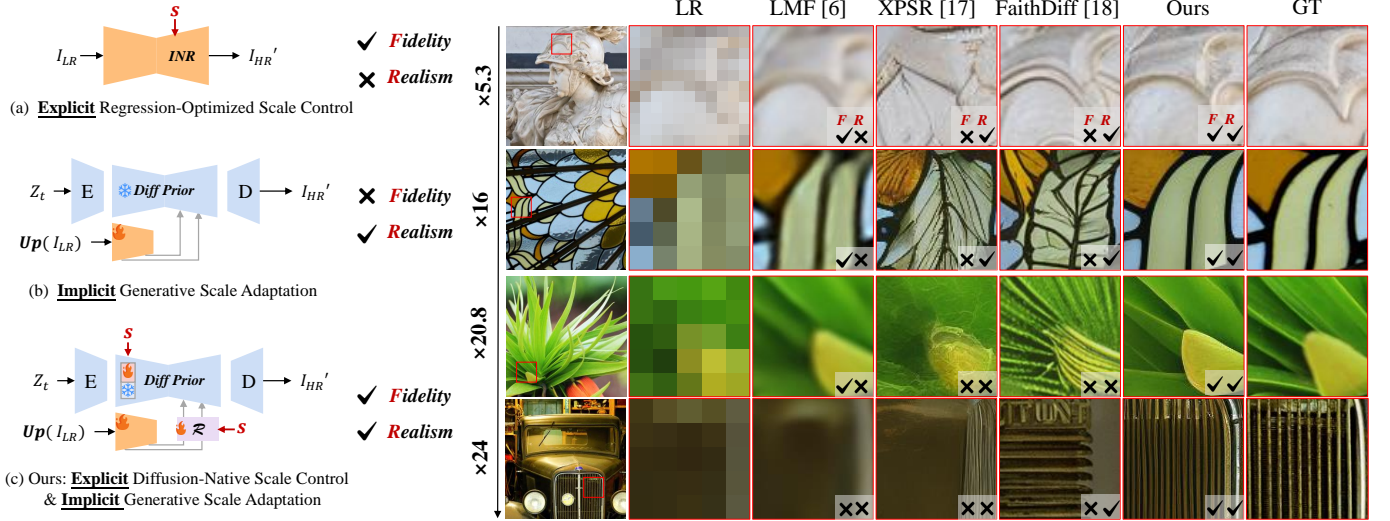 S
I_LR
INR
I_HR′
✓ Fidelity
✗ Realism
(a) Explicit Regression-Optimized Scale Control
Z_t
E
Diff Prior
D
I_HR′
Up( I_LR)
✗ Fidelity
✓ Realism
(b) Implicit Generative Scale Adaptation
S
Z_t
E
Diff Prior
D
I_HR′
Up( I_LR)
R
S
✓ Fidelity
✓ Realism
(c) Ours: Explicit Diffusion-Native Scale Control
& Implicit Generative Scale Adaptation
LR LMF [6] XPSR [17] FaithDiff [18] Ours GT
×5.3
F R F R F R F R
✓✗ ✗✓ ✗✓ ✓✓
×16
✓✗ ✗✓ ✗✓ ✓✓
×20.8
✓✗ ✗✗ ✗✗ ✓✓
×24
✗✗ ✗✗ ✗✓ ✓✓